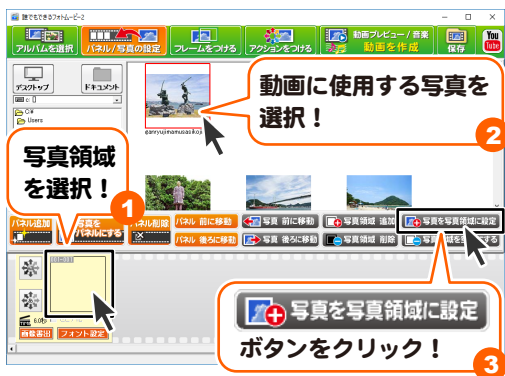 誰でもできるフォトムービー2
アルバムを選択
パネル/写真の設定
フレームをつける
アクションをつける
動画プレビュー / 音楽
動画を作成
保存
You
Tube
デスクトップ
ドキュメント
c: []
C:¥
Users
ganryujimamusasikoji
動画に使用する写真を
選択！
2
写真領域
を選択！
1
パネル追加
写真を
パネルにする
パネル削除
パネル 前に移動
写真 前に移動
写真領域 追加
写真を写真領域に設定
パネル 後ろに移動
写真 後ろに移動
写真領域 削除
001-001
6.0秒
画像書出
フォント設定
写真を写真領域に設定
ボタンをクリック！
3